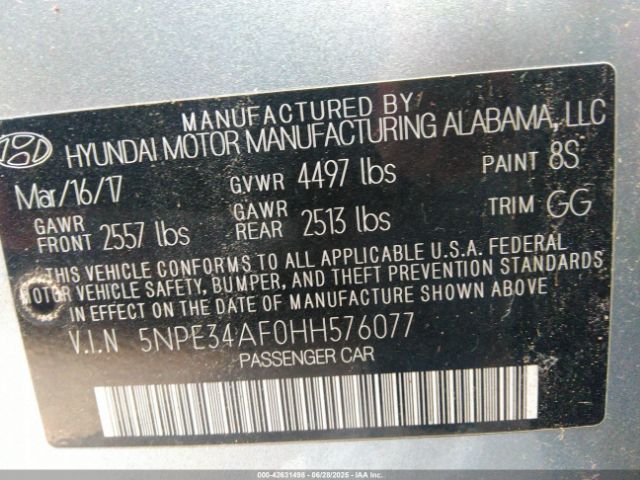 MANUFACTURED BY
HYUNDAI MOTOR MANUFACTURING ALABAMA, LLC
Mar/16/17 GVWR 4497 lbs PAINT 8S
GAWR FRONT 2557 lbs GAWR REAR 2513 lbs TRIM GG
THIS VEHICLE CONFORMS TO ALL APPLICABLE U.S.A. FEDERAL
MOTOR VEHICLE SAFETY, BUMPER, AND THEFT PREVENTION STANDARDS
IN EFFECT ON THE DATE OF MANUFACTURE SHOWN ABOVE.
V.I.N 5NPE34AF0HH576077
PASSENGER CAR
000-42631498 - 06/28/2025 - IAA Inc.